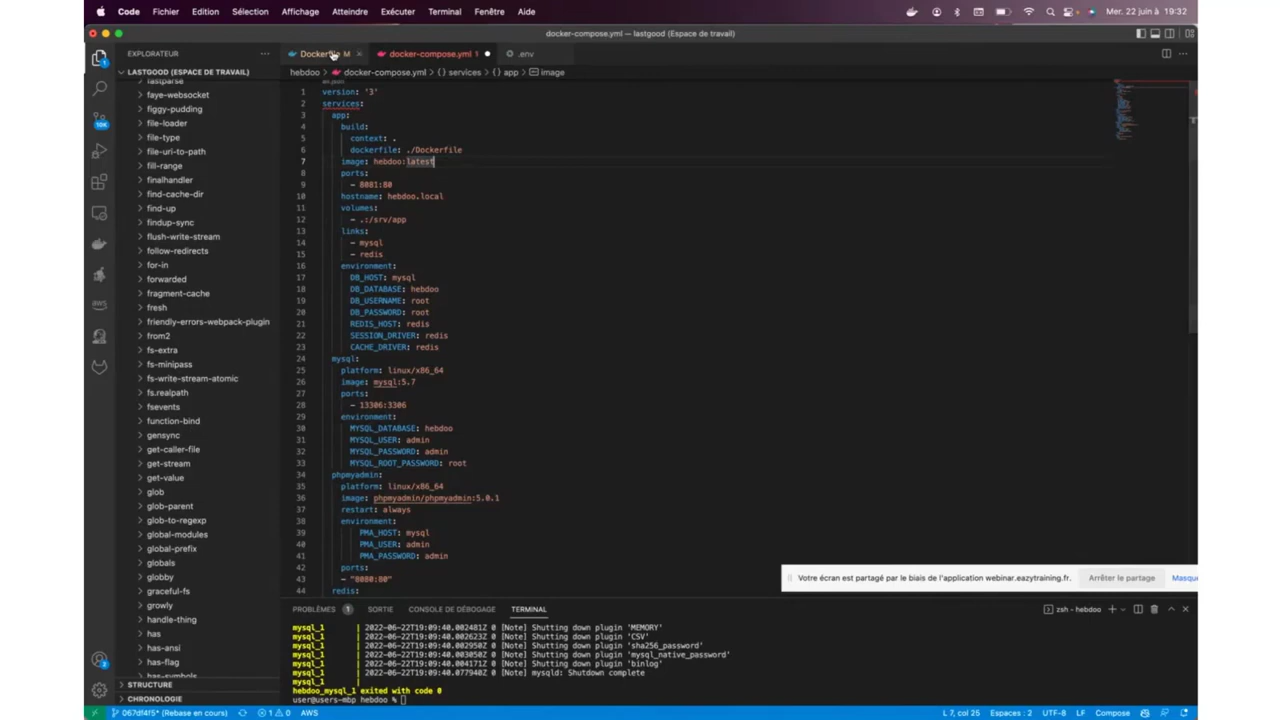 Code Fichier Edition Sélection Affichage Atteindre Exécuter Terminal Fenêtre Aide Mer. 22 juin à 19:32
docker-compose.yml — lastgood (Espace de travail)
EXPLORATEUR
Dockerfile M docker-compose.yml 1 .env
LASTGOOD (ESPACE DE TRAVAIL)
hebdoo > docker-compose.yml > {} services > {} app > image
fastparse
faye-websocket
figgy-pudding
file-loader
file-type
file-uri-to-path
fill-range
finalhandler
find-cache-dir
find-up
findup-sync
flush-write-stream
follow-redirects
for-in
forwarded
fragment-cache
fresh
friendly-errors-webpack-plugin
from2
fs-extra
fs-minipass
fs-write-stream-atomic
fs.realpath
fsevents
function-bind
gensync
get-caller-file
get-stream
get-value
glob
glob-parent
glob-to-regexp
global-modules
global-prefix
globals
globby
graceful-fs
growly
handle-thing
has
has-ansi
has-flag
has-symbols
STRUCTURE
CHRONOLOGIE
1 version: '3'
2 services:
3 app:
4 build:
5 context: .
6 dockerfile: ./Dockerfile
7 image: hebdoo:latest
8 ports:
9 - 8081:80
10 hostname: hebdoo.local
11 volumes:
12 - .:/srv/app
13 links:
14 - mysql
15 - redis
16 environment:
17 DB_HOST: mysql
18 DB_DATABASE: hebdoo
19 DB_USERNAME: root
20 DB_PASSWORD: root
21 REDIS_HOST: redis
22 SESSION_DRIVER: redis
23 CACHE_DRIVER: redis
24 mysql:
25 platform: linux/x86_64
26 image: mysql:5.7
27 ports:
28 - 13306:3306
29 environment:
30 MYSQL_DATABASE: hebdoo
31 MYSQL_USER: admin
32 MYSQL_PASSWORD: admin
33 MYSQL_ROOT_PASSWORD: root
34 phpmyadmin:
35 platform: linux/x86_64
36 image: phpmyadmin/phpmyadmin:5.0.1
37 restart: always
38 environment:
39 PMA_HOST: mysql
40 PMA_USER: admin
41 PMA_PASSWORD: admin
42 ports:
43 - "8080:80"
44 redis:
Votre écran est partagé par le biais de l'application webinar.eazytraining.fr. Arrêter le partage Masque
PROBLÈMES 1 SORTIE CONSOLE DE DÉBOGAGE TERMINAL zsh - hebdoo
mysql_1 | 2022-06-22T19:09:40.002481Z 0 [Note] Shutting down plugin 'MEMORY'
mysql_1 | 2022-06-22T19:09:40.002623Z 0 [Note] Shutting down plugin 'CSV'
mysql_1 | 2022-06-22T19:09:40.002950Z 0 [Note] Shutting down plugin 'sha256_password'
mysql_1 | 2022-06-22T19:09:40.003050Z 0 [Note] Shutting down plugin 'mysql_native_password'
mysql_1 | 2022-06-22T19:09:40.004171Z 0 [Note] Shutting down plugin 'binlog'
mysql_1 | 2022-06-22T19:09:40.077940Z 0 [Note] mysqld: Shutdown complete
mysql_1 |
hebdoo_mysql_1 exited with code 0
user@users-mbp hebdoo %
067df4f5* (Rebase en cours) 1 0 AWS L 7, col 25 Espaces : 2 UTF-8 LF Compose